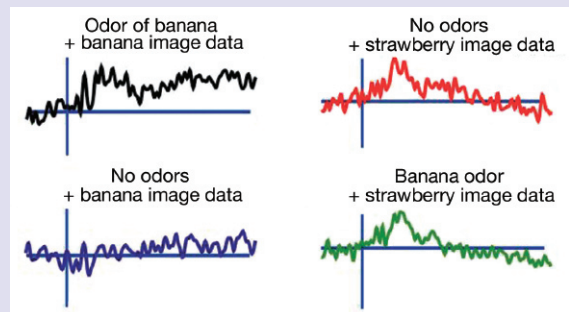 Odor of banana
+ banana image data
No odors
+ strawberry image data
No odors
+ banana image data
Banana odor
+ strawberry image data